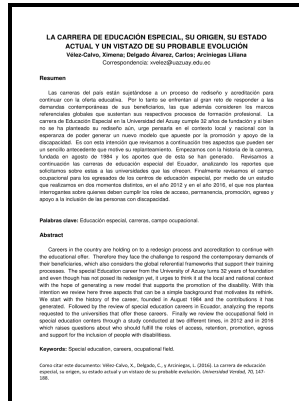 LA CARRERA DE EDUCACIÓN ESPECIAL, SU ORIGEN, SU ESTADO
ACTUAL Y UN VISTAZO DE SU PROBABLE EVOLUCIÓN
Vélez-Calvo, Ximena; Delgado Álvarez, Carlos; Arciniegas Liliana
Correspondencia: xvelez@uazuay.edu.ec
Resumen
Las carreras del país están sujetándose a un proceso de rediseño y acreditación para
continuar con la oferta educativa. Por lo tanto se enfrentan al gran reto de responder a las
demandas contemporáneas de sus beneficiarios, las que además consideren los marcos
referenciales globales que sustentan sus respectivos procesos de formación profesional. La
carrera de Educación Especial en la Universidad del Azuay cumple 32 años de fundación y si bien
no se ha planteado su rediseño aún, urge pensarla en el contexto local y nacional con la
esperanza de poder generar un nuevo modelo que apueste por la promoción y apoyo de la
discapacidad. Es con esta intención que revisamos a continuación tres aspectos que pueden ser
un sencillo antecedente que motive su replanteamiento. Empezamos con la historia de la carrera,
fundada en agosto de 1984 y los aportes que de esta se han generado. Revisamos a
continuación las carreras de educación especial del Ecuador, analizando los reportes que
solicitamos sobre estas a las universidades que las ofrecen. Finalmente revisamos el campo
ocupacional para los egresados de los centros de educación especial, por medio de un estudio
que realizamos en dos momentos distintos, en el año 2012 y en el año 2016, el que nos plantea
interrogantes sobre quienes deben cumplir los roles de acceso, permanencia, promoción, egreso y
apoyo a la inclusión de las personas con discapacidad.
Palabras clave: Educación especial, carreras, campo ocupacional.
Abstract
Careers in the country are holding on to a redesign process and accreditation to continue with
the educational offer. Therefore they face the challenge to respond the contemporary demands of
their beneficiaries, which also considers the global referential frameworks that support their training
processes. The special Education career from the University of Azuay turns 32 years of foundation
and even though has not posed its redesign yet, it urges to think it at the local and national context
with the hope of generating a new model that supports the promotion of the disability. With this
intention we review here three aspects that can be a simple background that motivates its rethink.
We start with the history of the career, founded in August 1984 and the contributions it has
generated. Followed by the review of special education careers in Ecuador, analyzing the reports
requested to the universities that offer these careers. Finally we review the occupational field in
special education centers through a study conducted at two different times, in 2012 and in 2016
which raises questions about who should fulfill the roles of access, retention, promotion, egress
and support for the inclusion of people with disabilities.
Keywords: Special education, careers, ocupational field.
Como citar este documento: Vélez-Calvo, X., Delgado, C., y Arciniegas, L. (2016). La carrera de educación
especial, su origen, su estado actual y un vistazo de su probable evolución. Universidad Verdad, 70, 147-
188.